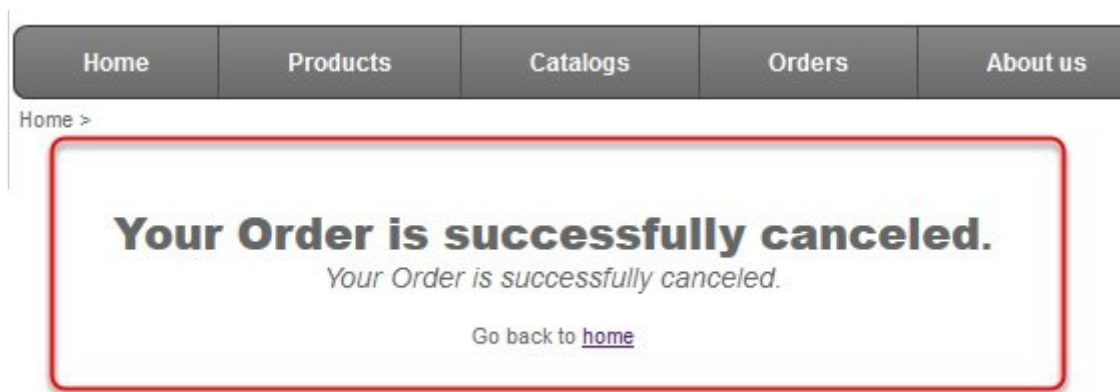 Home Products Catalogs Orders About us
Home >
Your Order is successfully canceled.
Your Order is successfully canceled.
Go back to home